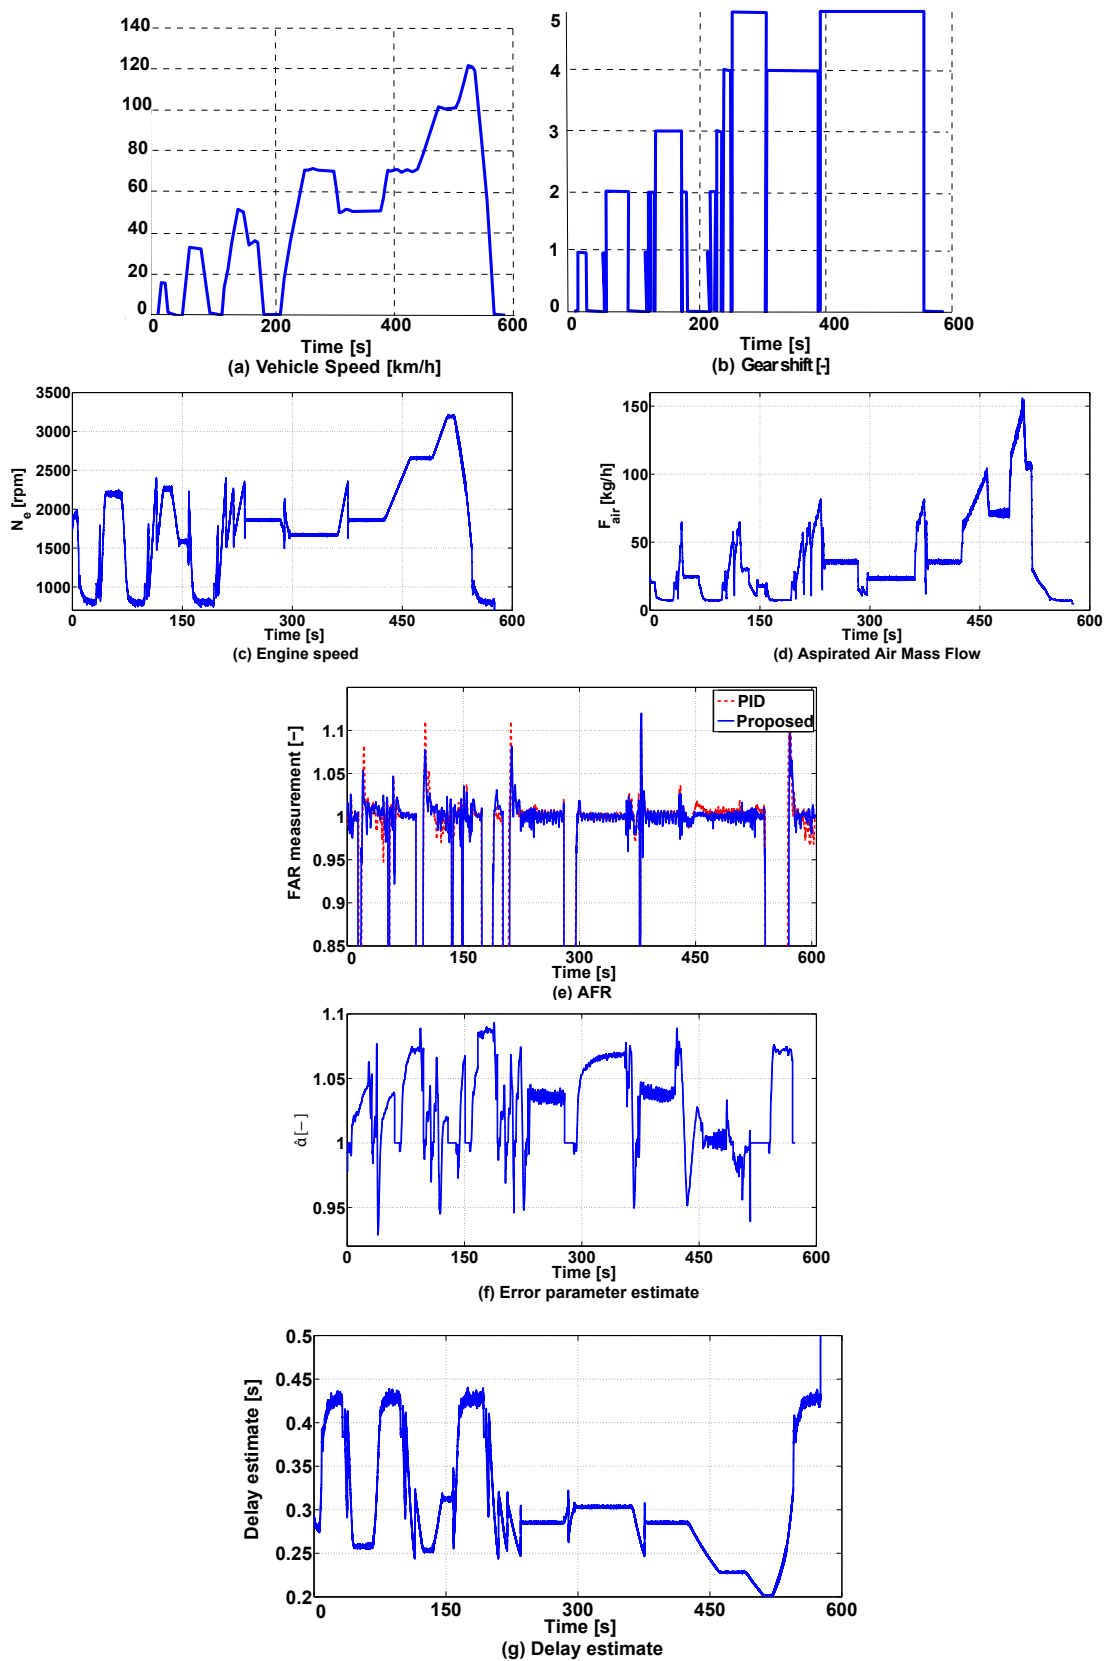 140
120
100
80
60
40
20
0
0 200 400 600
Time [s]
(a) Vehicle Speed [km/h]
5
4
3
2
1
0
0 200 400 600
Time [s]
(b) Gear shift [-]
3500
3000
2500
2000
1500
1000
N_e [rpm]
0 150 300 450 600
Time [s]
(c) Engine speed
150
100
50
0
F_air [kg/h]
0 150 300 450 600
Time [s]
(d) Aspirated Air Mass Flow
PID
Proposed
1.1
1.05
1
0.95
0.9
0.85
FAR measurement [−]
0 150 300 450 600
Time [s]
(e) AFR
1.1
1.05
1
0.95
α̂ [−]
0 150 300 450 600
Time [s]
(f) Error parameter estimate
0.5
0.45
0.4
0.35
0.3
0.25
0.2
Delay estimate [s]
0 150 300 450 600
Time [s]
(g) Delay estimate